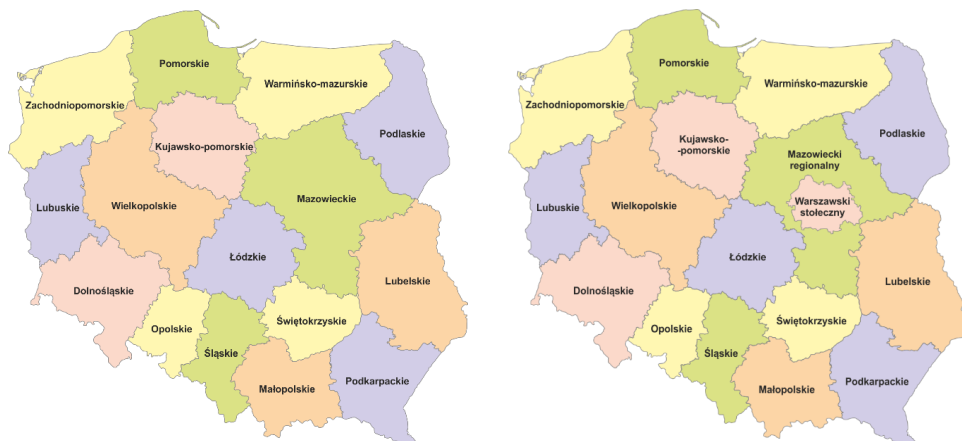 Pomorskie
Warmińsko-mazurskie
Zachodniopomorskie
Podlaskie
Kujawsko-pomorskie
Mazowieckie
Lubuskie
Wielkopolskie
Łódzkie
Lubelskie
Dolnośląskie
Opolskie
Świętokrzyskie
Śląskie
Małopolskie
Podkarpackie
Pomorskie
Warmińsko-mazurskie
Zachodniopomorskie
Kujawsko-
-pomorskie
Podlaskie
Mazowiecki
regionalny
Warszawski
stołeczny
Lubuskie
Wielkopolskie
Łódzkie
Lubelskie
Dolnośląskie
Opolskie
Świętokrzyskie
Śląskie
Małopolskie
Podkarpackie